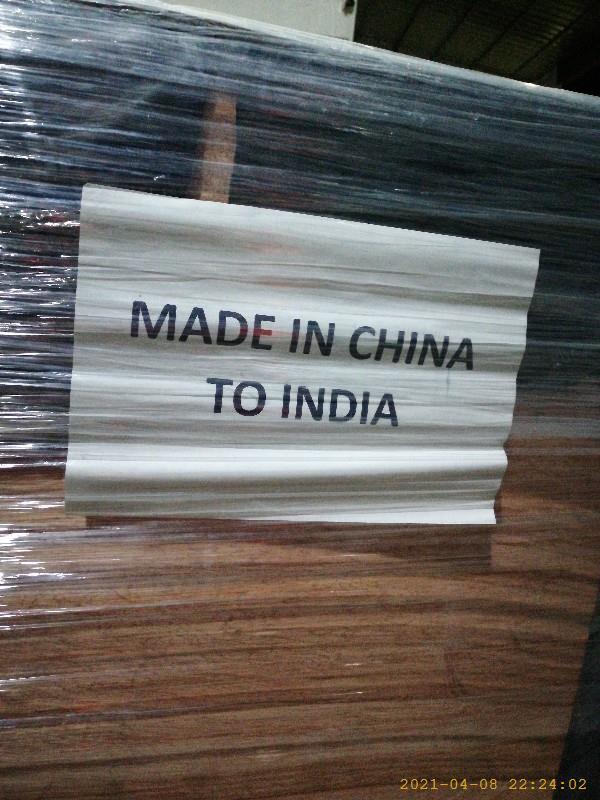 MADE IN CHINA
TO INDIA
2021-04-08 22:24:02